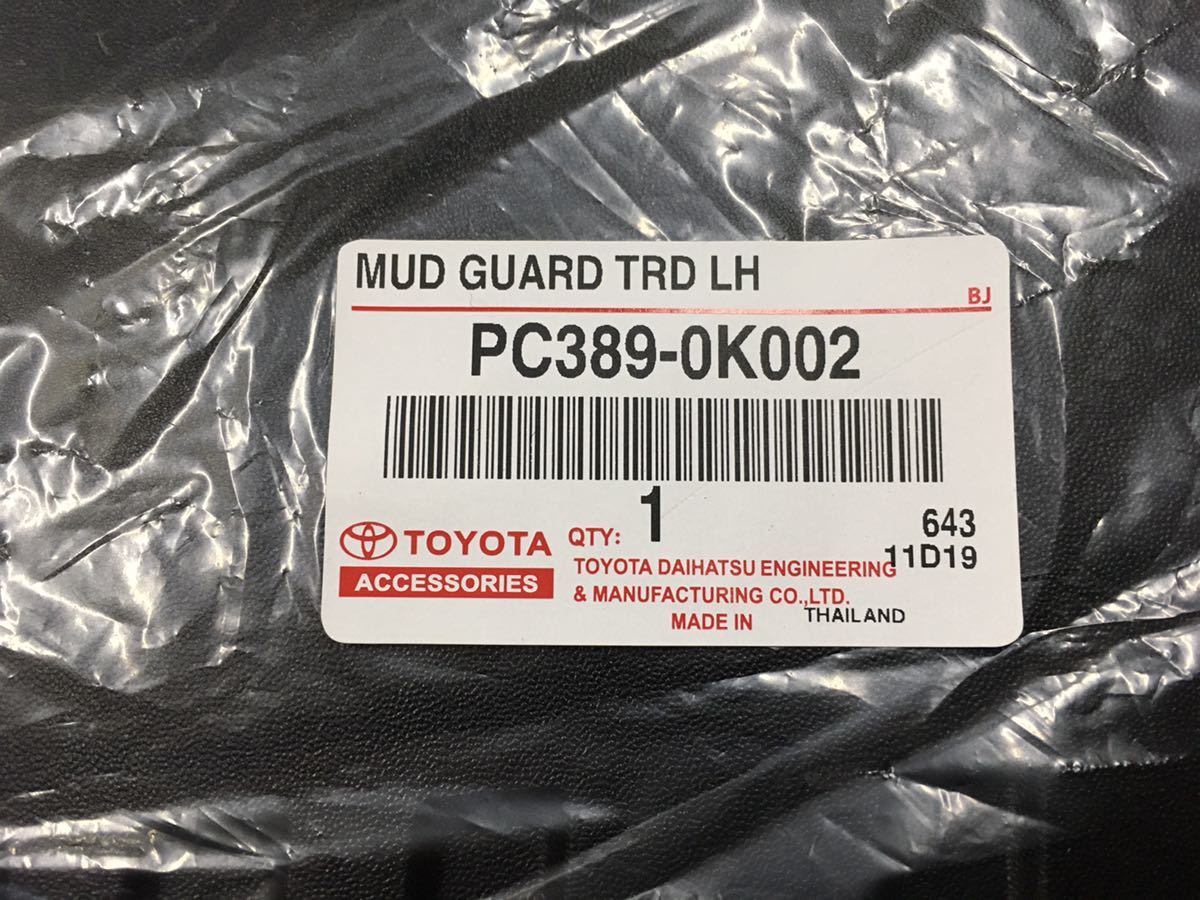 MUD GUARD TRD LH
BJ
PC389-0K002
QTY: 1
643
11D19
TOYOTA
ACCESSORIES
TOYOTA DAIHATSU ENGINEERING
& MANUFACTURING CO.,LTD.
MADE IN THAILAND